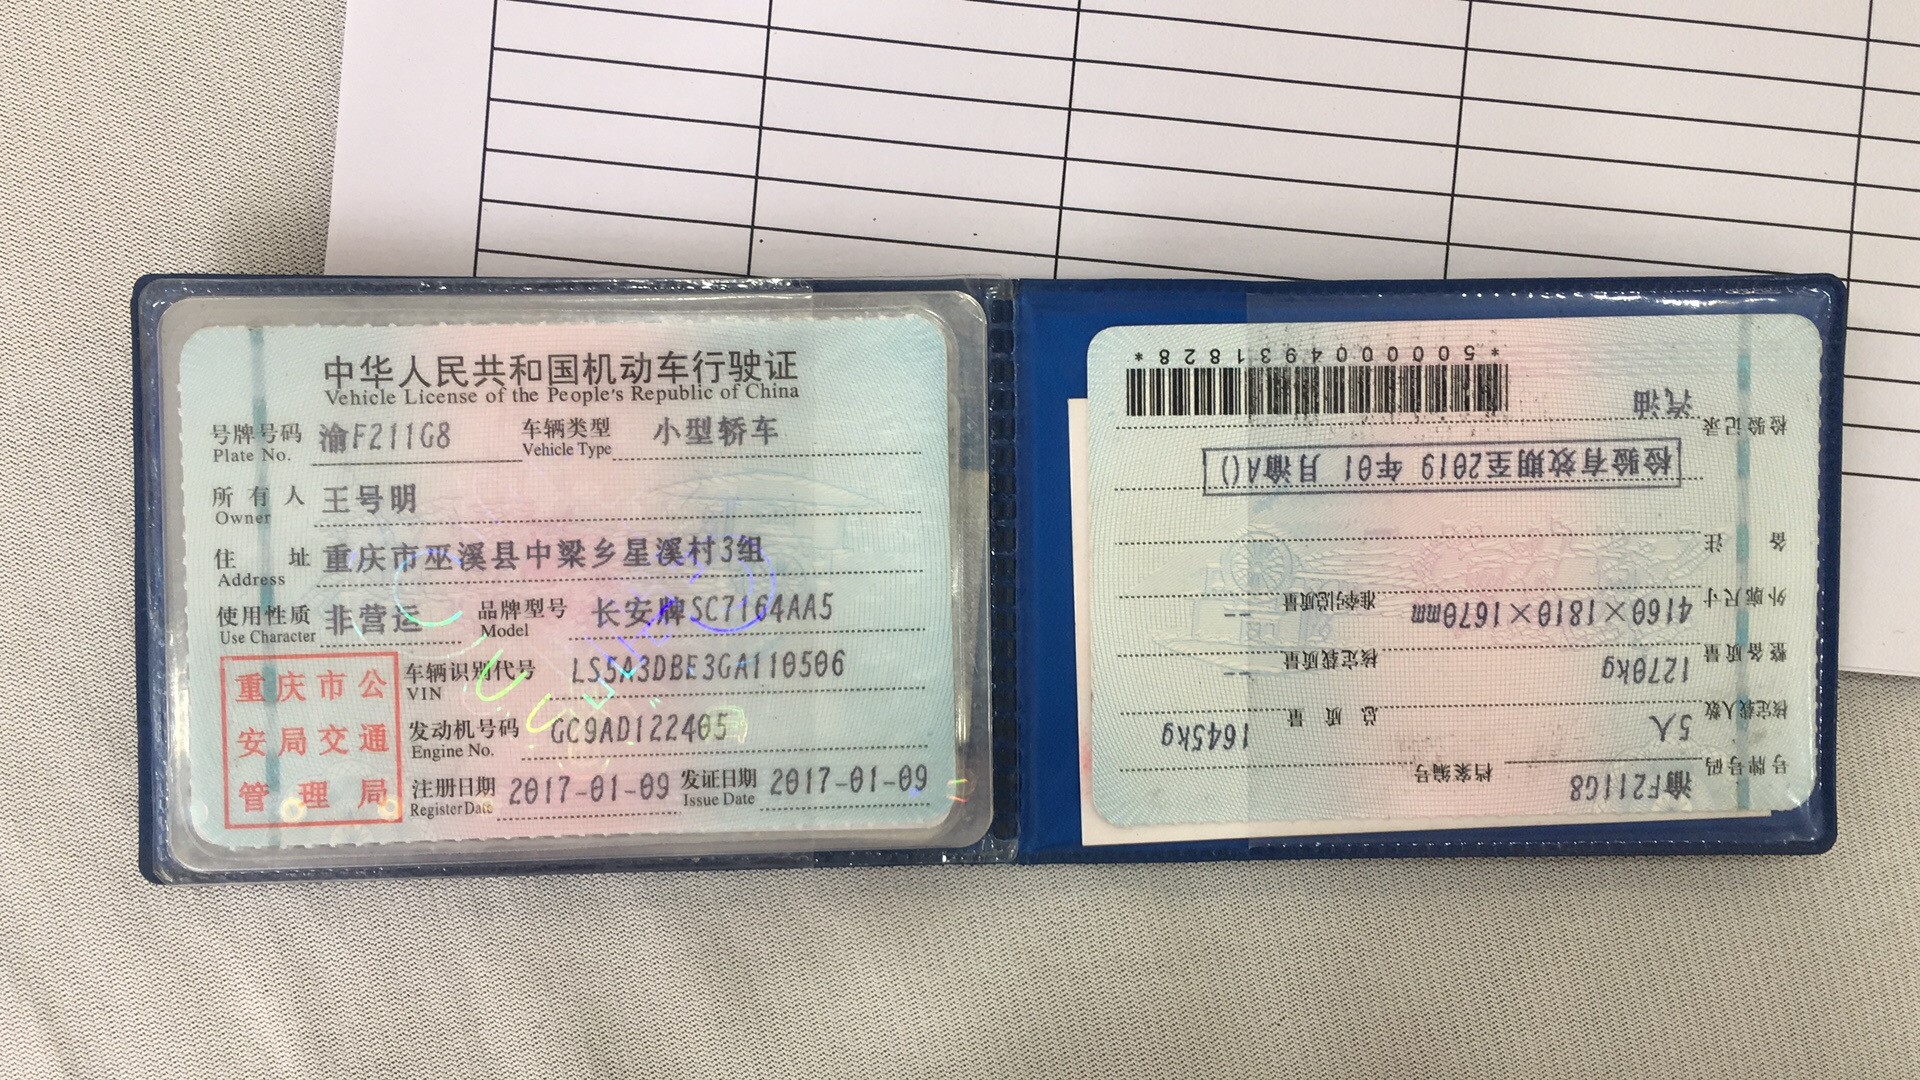 中华人民共和国机动车行驶证
Vehicle License of the People's Republic of China
号牌号码 渝F211G8 车辆类型 小型轿车
Plate No. Vehicle Type
所有人 王号明
Owner
住址 重庆市巫溪县中梁乡星溪村3组
Address
使用性质 非营运 品牌型号 长安牌SC7164AA5
Use Character Model
车辆识别代号 LS5A3DBE3GA110506
VIN
发动机号码 GC9AD122405
Engine No.
注册日期 2017-01-09 发证日期 2017-01-09
Register Date Issue Date
重庆市公
安局交通
管理局
号牌号码 渝F211G8 档案编号
核定载人数 5人 总质量 1645kg
整备质量 1270kg 核定载质量 --
外廓尺寸 4160×1810×1670mm 准牵引总质量 --
备注
检验有效期至2019年01月渝A()
检验记录
汽油
*5000004931828*